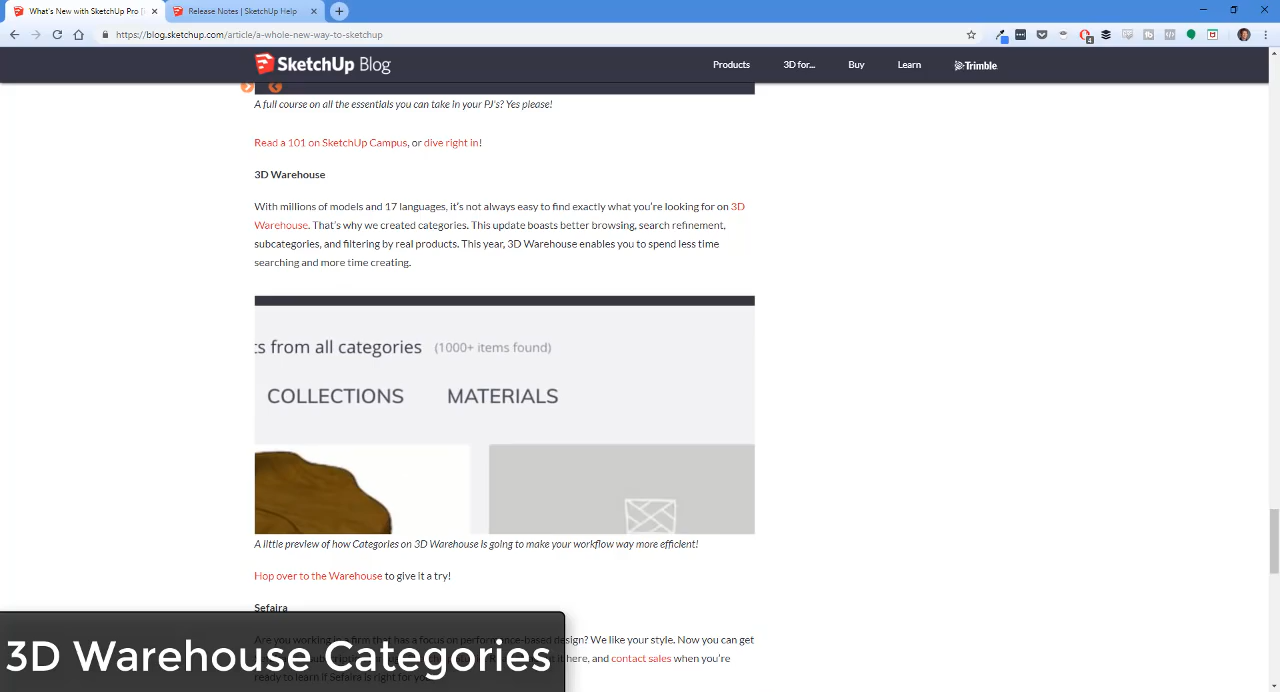 What's New with SketchUp Pro [
Release Notes | SketchUp Help
https://blog.sketchup.com/article/a-whole-new-way-to-sketchup
SketchUp Blog
Products
3D for...
Buy
Learn
Trimble.
A full course on all the essentials you can take in your PJ's? Yes please!
Read a 101 on SketchUp Campus, or dive right in!
3D Warehouse
With millions of models and 17 languages, it's not always easy to find exactly what you're looking for on 3D
Warehouse. That's why we created categories. This update boasts better browsing, search refinement,
subcategories, and filtering by real products. This year, 3D Warehouse enables you to spend less time
searching and more time creating.
ts from all categories (1000+ items found)
COLLECTIONS MATERIALS
A little preview of how Categories on 3D Warehouse is going to make your workflow way more efficient!
Hop over to the Warehouse to give it a try!
Sefaira
Are you working in a firm that has a focus on performance-based design? We like your style. Now you can get
it here, and contact sales when you're
ready to learn if Sefaira is right for you
3D Warehouse Categories